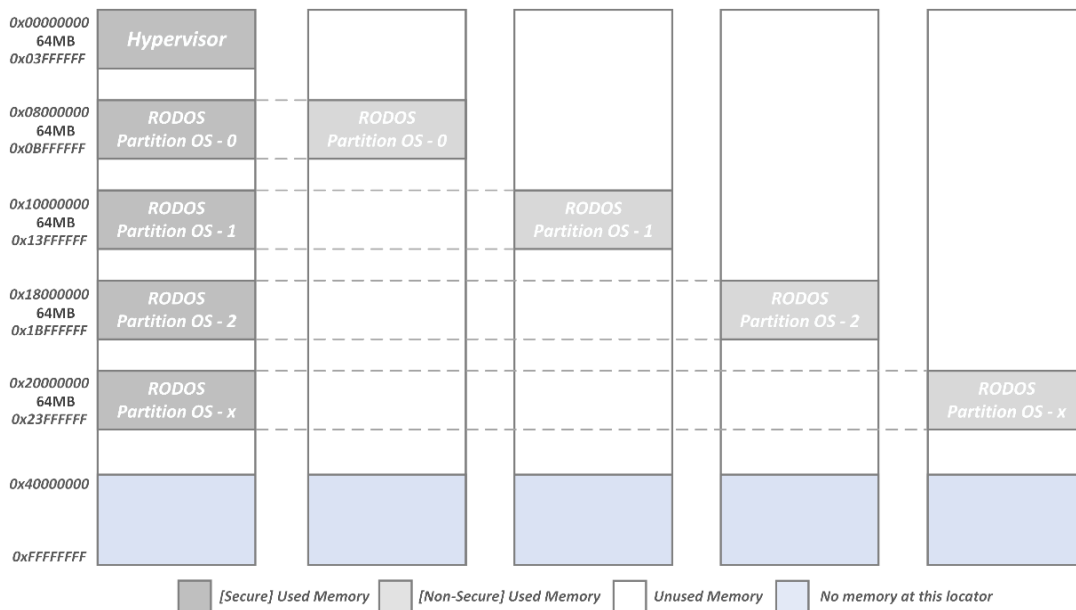 0x00000000
64MB
0x03FFFFFF
Hypervisor
0x08000000
64MB
0x0BFFFFFF
RODOS
Partition OS - 0
RODOS
Partition OS - 0
0x10000000
64MB
0x13FFFFFF
RODOS
Partition OS - 1
RODOS
Partition OS - 1
0x18000000
64MB
0x1BFFFFFF
RODOS
Partition OS - 2
RODOS
Partition OS - 2
0x20000000
64MB
0x23FFFFFF
RODOS
Partition OS - x
RODOS
Partition OS - x
0x40000000
0xFFFFFFFF
[Secure] Used Memory
[Non-Secure] Used Memory
Unused Memory
No memory at this locator